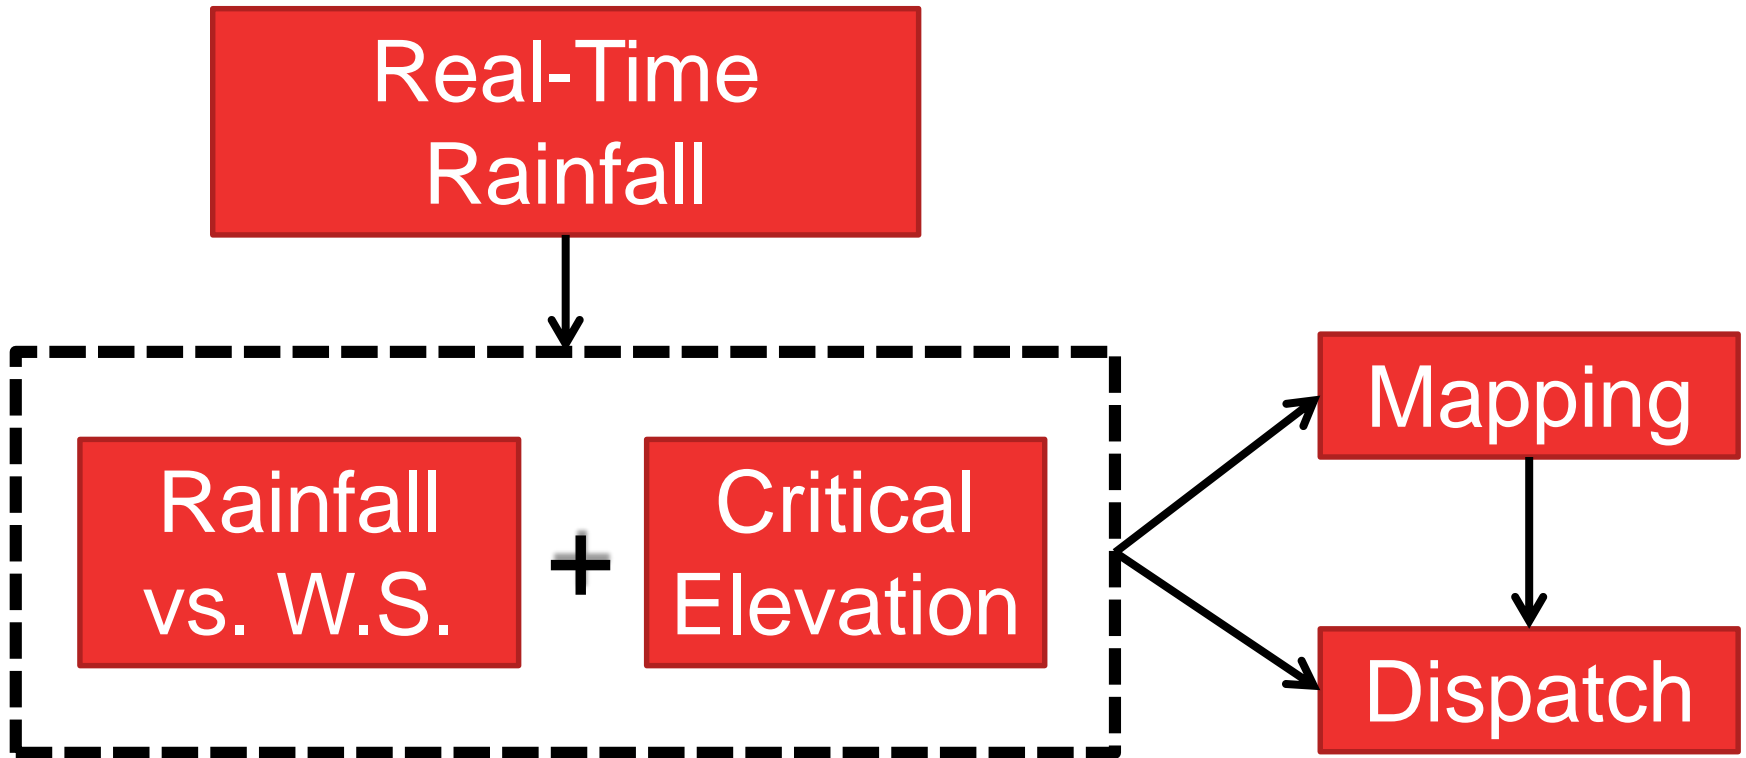 Real-Time
Rainfall
Rainfall
vs. W.S.
+
Critical
Elevation
Mapping
Dispatch